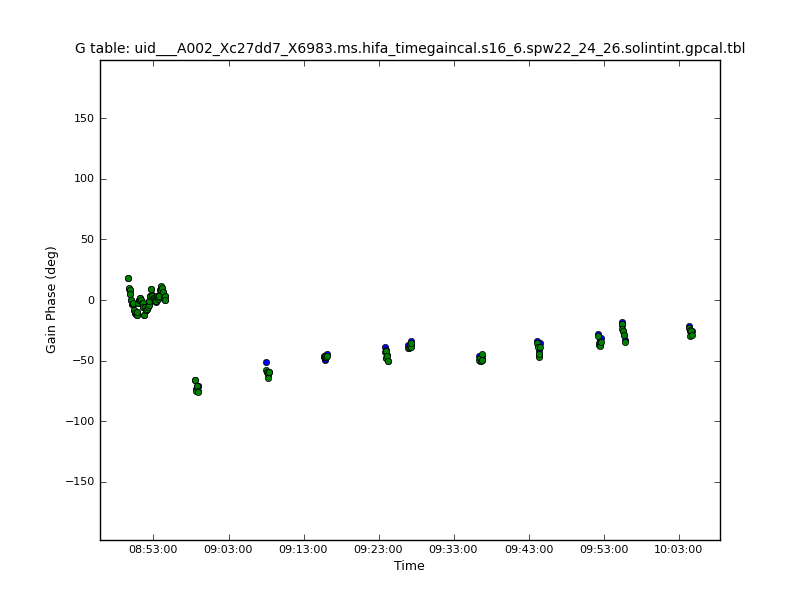 G table: uid___A002_Xc27dd7_X6983.ms.hifa_timegaincal.s16_6.spw22_24_26.solintint.gpcal.tbl
150
100
50
0
−50
−100
−150
Gain Phase (deg)
08:53:00 09:03:00 09:13:00 09:23:00 09:33:00 09:43:00 09:53:00 10:03:00
Time